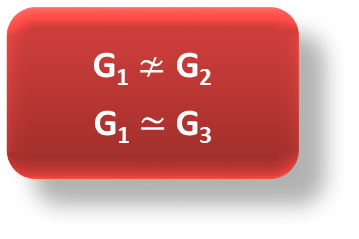 G₁ ≄ G₂
G₁ ≃ G₃